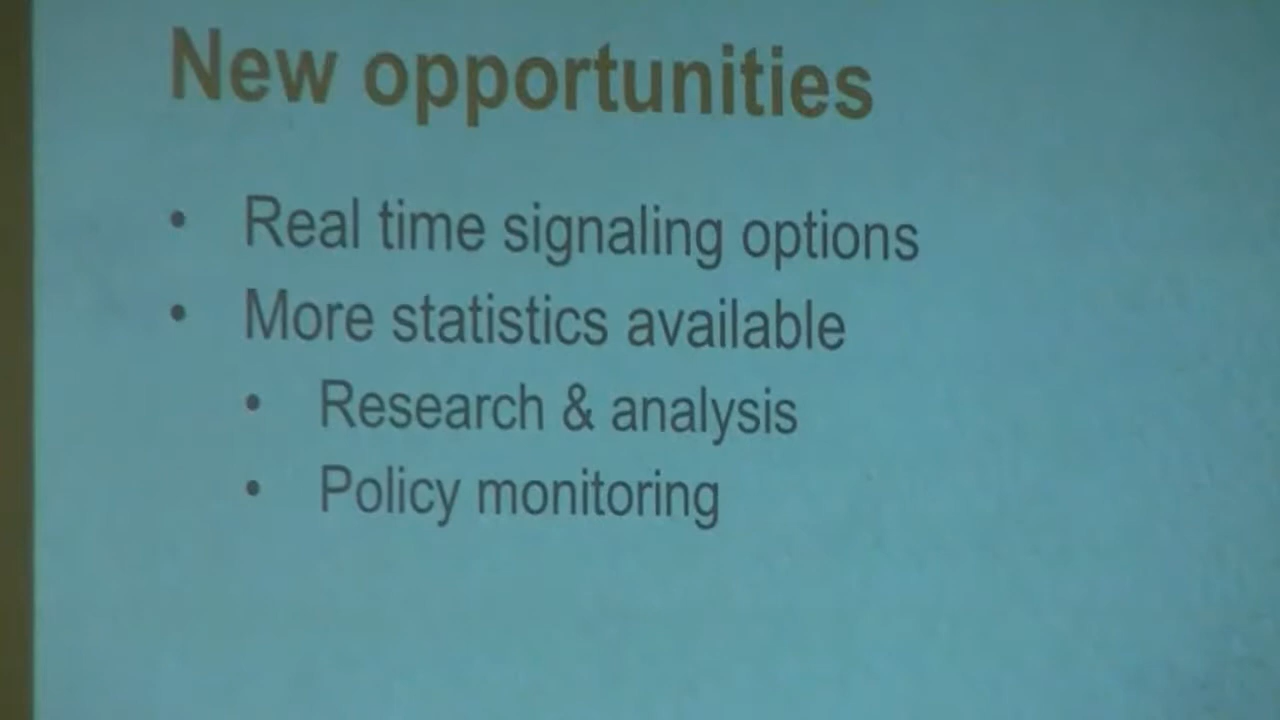 New opportunities
• Real time signaling options
• More statistics available
• Research & analysis
• Policy monitoring